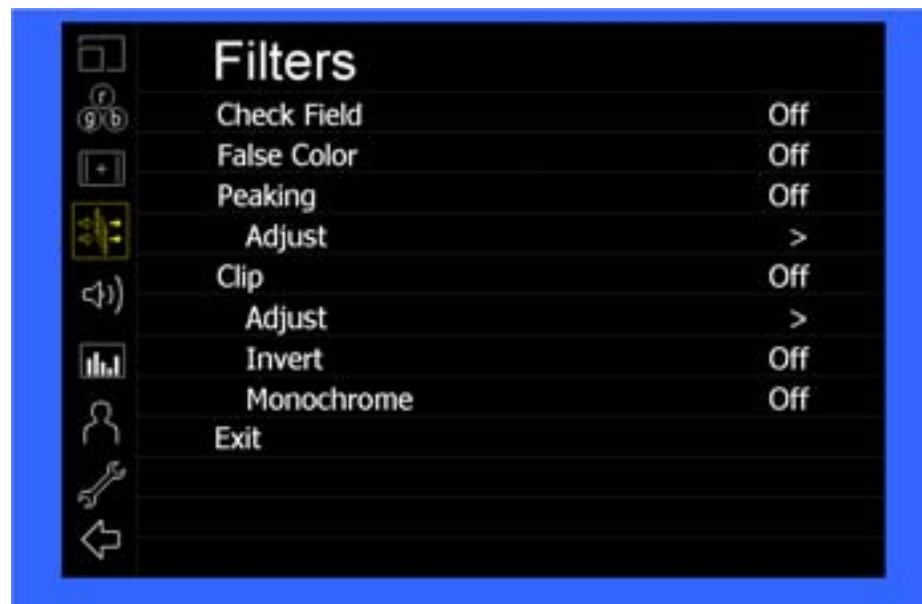 Filters
r
g b
Check Field Off
False Color Off
Peaking Off
Adjust >
Clip Off
Adjust >
Invert Off
Monochrome Off
Exit